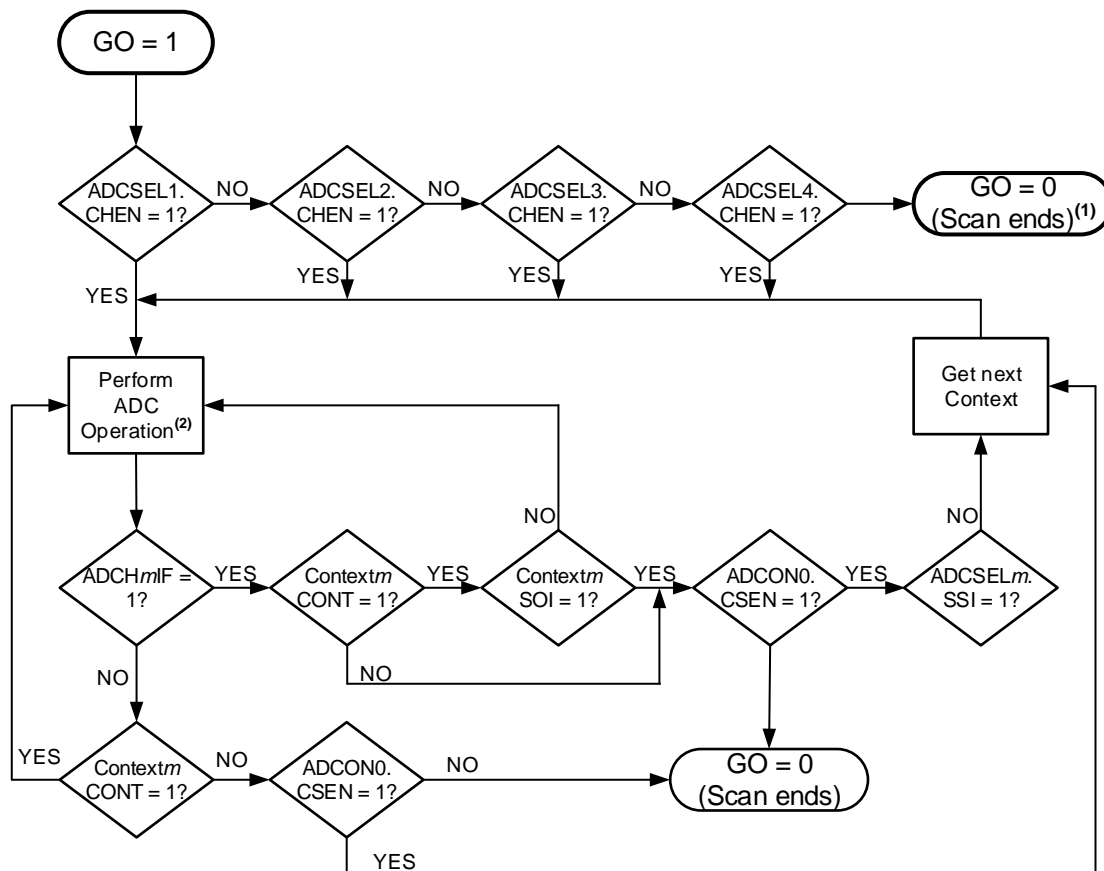 GO = 1
ADCSEL1.
CHEN = 1?
NO
ADCSEL2.
CHEN = 1?
NO
ADCSEL3.
CHEN = 1?
NO
ADCSEL4.
CHEN = 1?
GO = 0
(Scan ends)(1)
YES
YES
YES
YES
Perform
ADC
Operation(2)
Get next
Context
NO
NO
ADCHmIF =
1?
YES
Contextm
CONT = 1?
YES
Contextm
SOI = 1?
YES
ADCON0.
CSEN = 1?
YES
ADCSELm.
SSI = 1?
NO
NO
YES
Contextm
CONT = 1?
NO
ADCON0.
CSEN = 1?
NO
GO = 0
(Scan ends)
YES